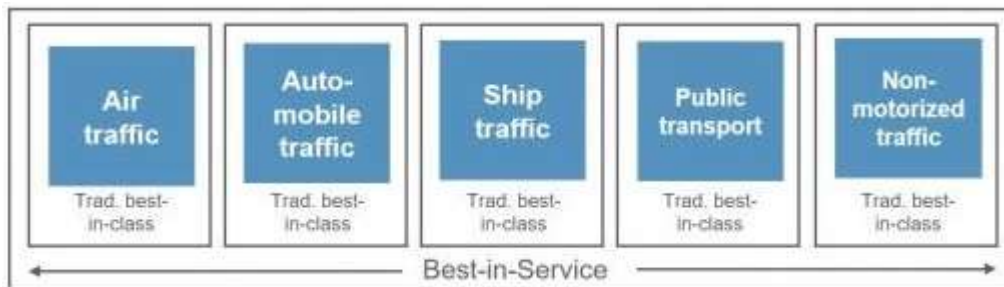 Air
traffic
Trad. best-
in-class
Auto-
mobile
traffic
Trad. best-
in-class
Ship
traffic
Trad. best-
in-class
Public
transport
Trad. best-
in-class
Non-
motorized
traffic
Trad. best-
in-class
Best-in-Service